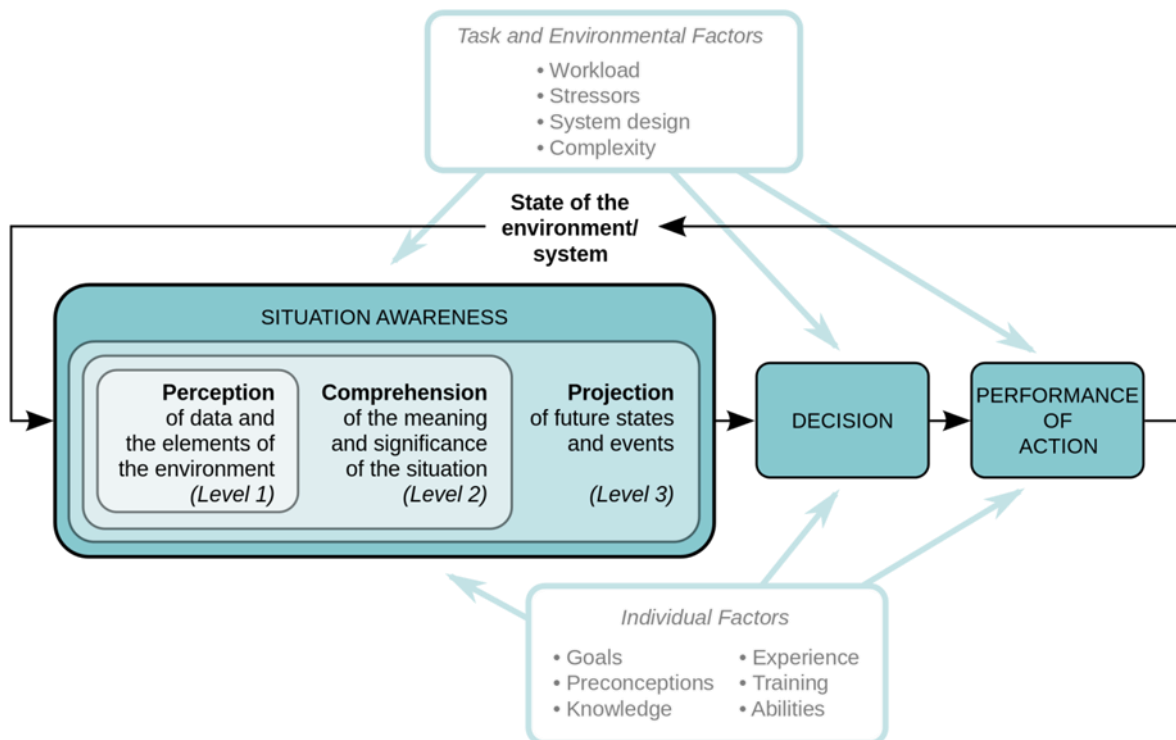 Task and Environmental Factors
• Workload
• Stressors
• System design
• Complexity
State of the
environment/
system
SITUATION AWARENESS
Perception
of data and
the elements of
the environment
(Level 1)
Comprehension
of the meaning
and significance
of the situation
(Level 2)
Projection
of future states
and events
(Level 3)
DECISION
PERFORMANCE
OF
ACTION
Individual Factors
• Goals
• Preconceptions
• Knowledge
• Experience
• Training
• Abilities